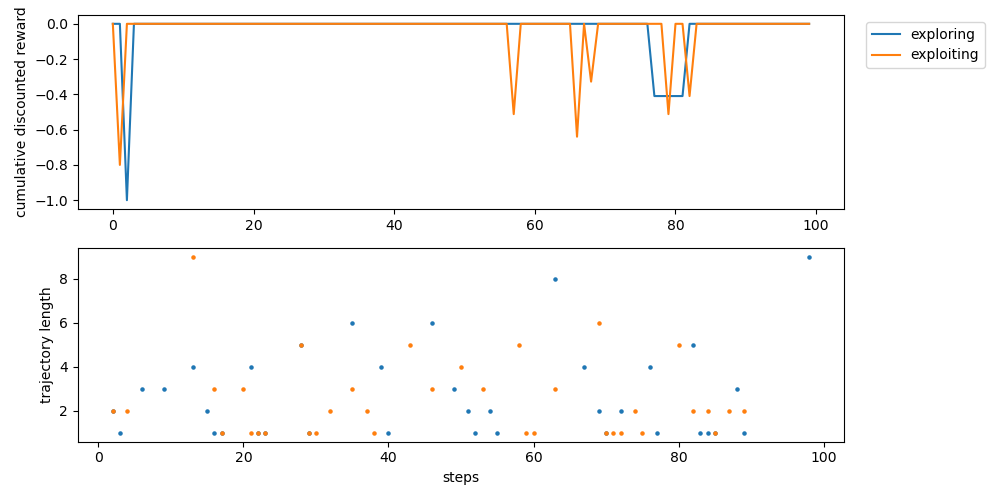 cumulative discounted reward
0.0
−0.2
−0.4
−0.6
−0.8
−1.0
0 20 40 60 80 100
exploring
exploiting
trajectory length
8
6
4
2
0 20 40 60 80 100
steps